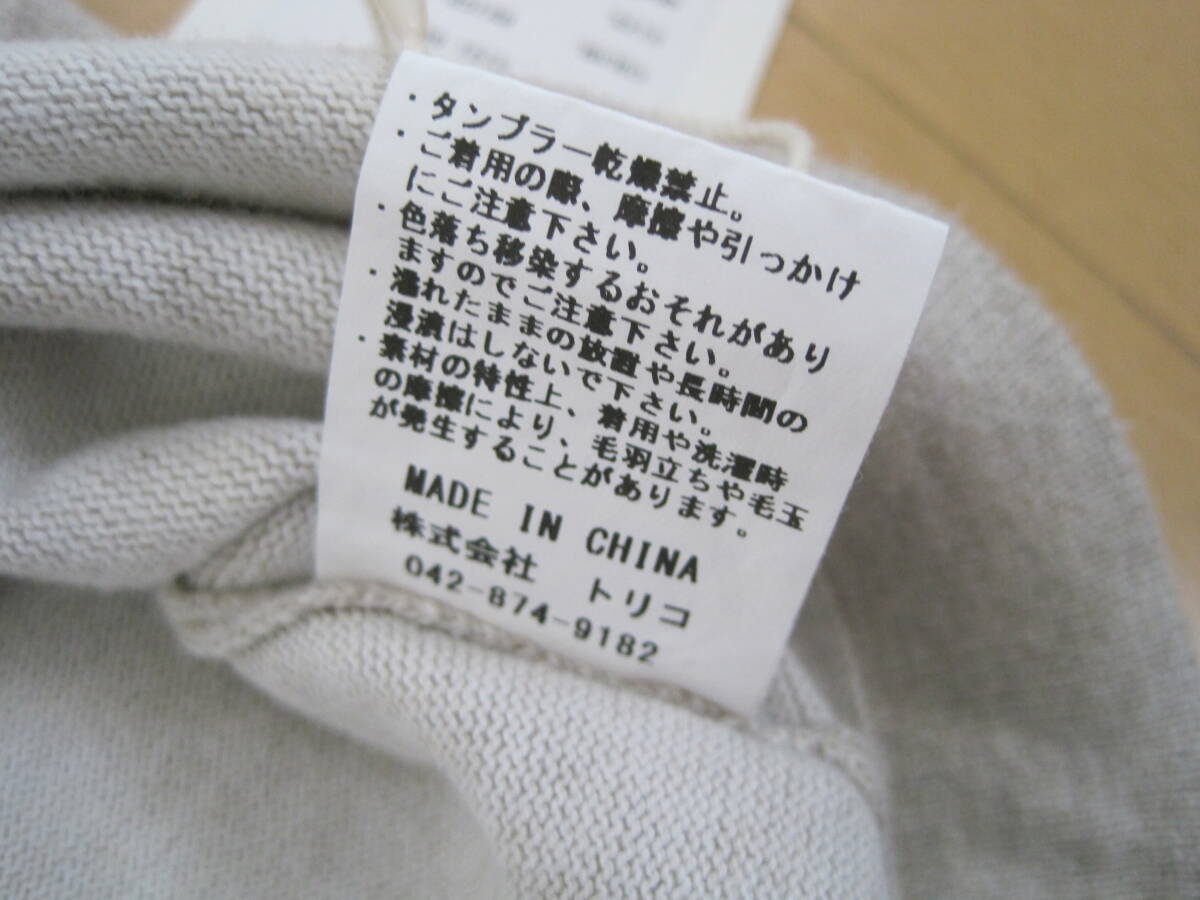 ・タンブラー乾燥禁止。
・ご着用の際、摩擦や引っかけ
にご注意下さい。
・色落ち移染するおそれがあり
ますのでご注意下さい。
・濡れたままの放置や長時間の
浸漬はしないで下さい。
・素材の特性上、着用や洗濯時
の摩擦により、毛羽立ちや毛玉
が発生することがあります。
MADE IN CHINA
株式会社 トリコ
042-874-9182